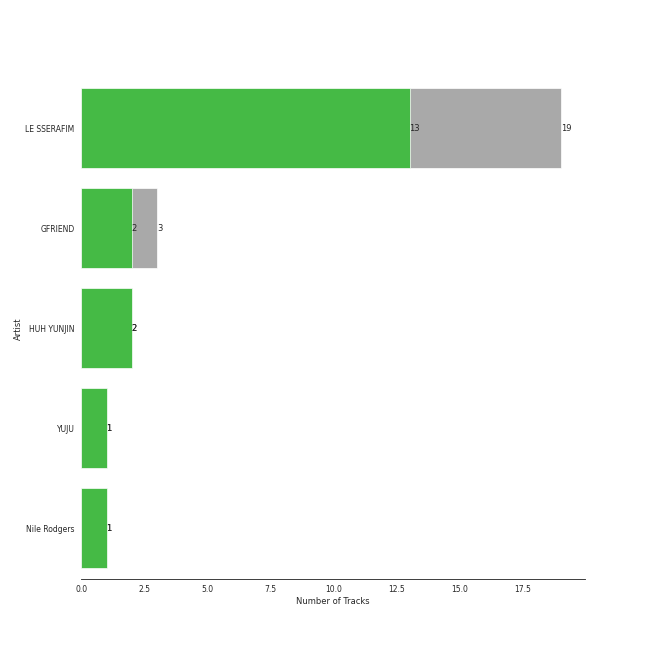 LE SSERAFIM 13 19
GFRIEND 2 3
HUH YUNJIN 2
YUJU 1
Nile Rodgers 1
Artist
0.0 2.5 5.0 7.5 10.0 12.5 15.0 17.5
Number of Tracks